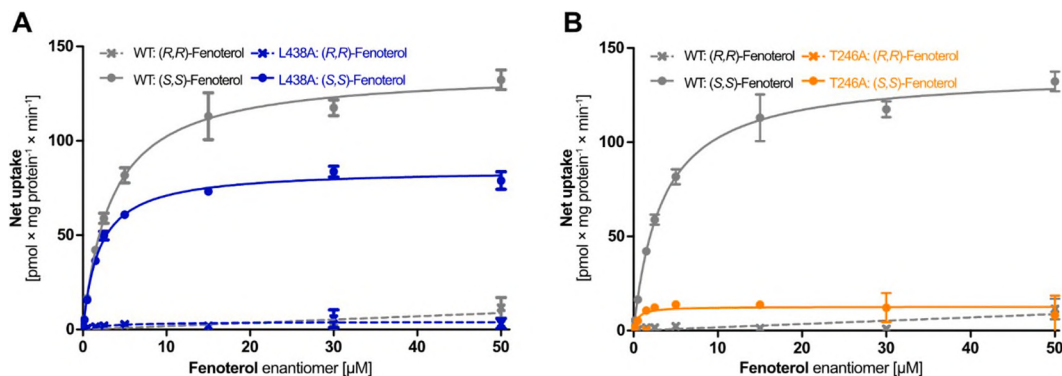 A
WT: (R,R)-Fenoterol
L438A: (R,R)-Fenoterol
WT: (S,S)-Fenoterol
L438A: (S,S)-Fenoterol
Net uptake
[pmol × mg protein⁻¹ × min⁻¹]
150
100
50
0
0 10 20 30 40 50
Fenoterol enantiomer [µM]
B
WT: (R,R)-Fenoterol
T246A: (R,R)-Fenoterol
WT: (S,S)-Fenoterol
T246A: (S,S)-Fenoterol
Net uptake
[pmol × mg protein⁻¹ × min⁻¹]
150
100
50
0
0 10 20 30 40 50
Fenoterol enantiomer [µM]